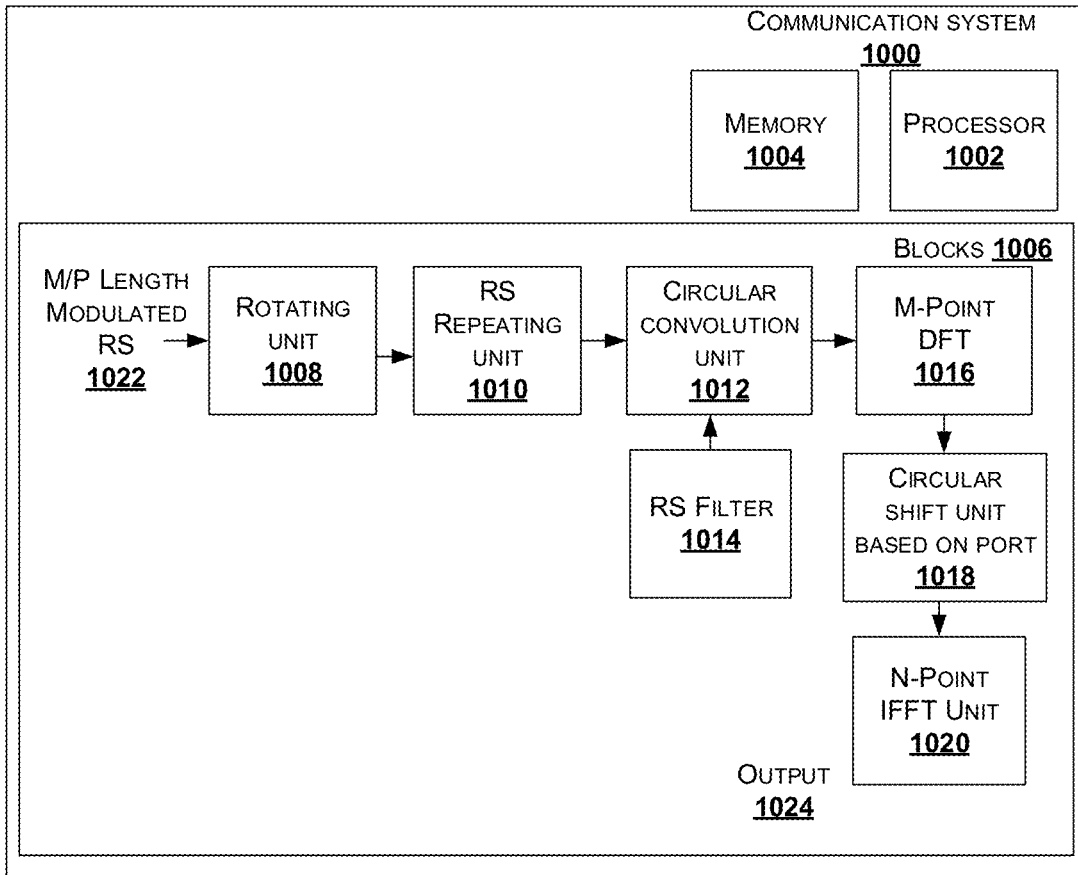 COMMUNICATION SYSTEM
1000
MEMORY
1004
PROCESSOR
1002
BLOCKS 1006
M/P LENGTH
MODULATED
RS
1022
ROTATING
UNIT
1008
RS
REPEATING
UNIT
1010
CIRCULAR
CONVOLUTION
UNIT
1012
M-POINT
DFT
1016
RS FILTER
1014
CIRCULAR
SHIFT UNIT
BASED ON PORT
1018
N-POINT
IFFT UNIT
1020
OUTPUT
1024